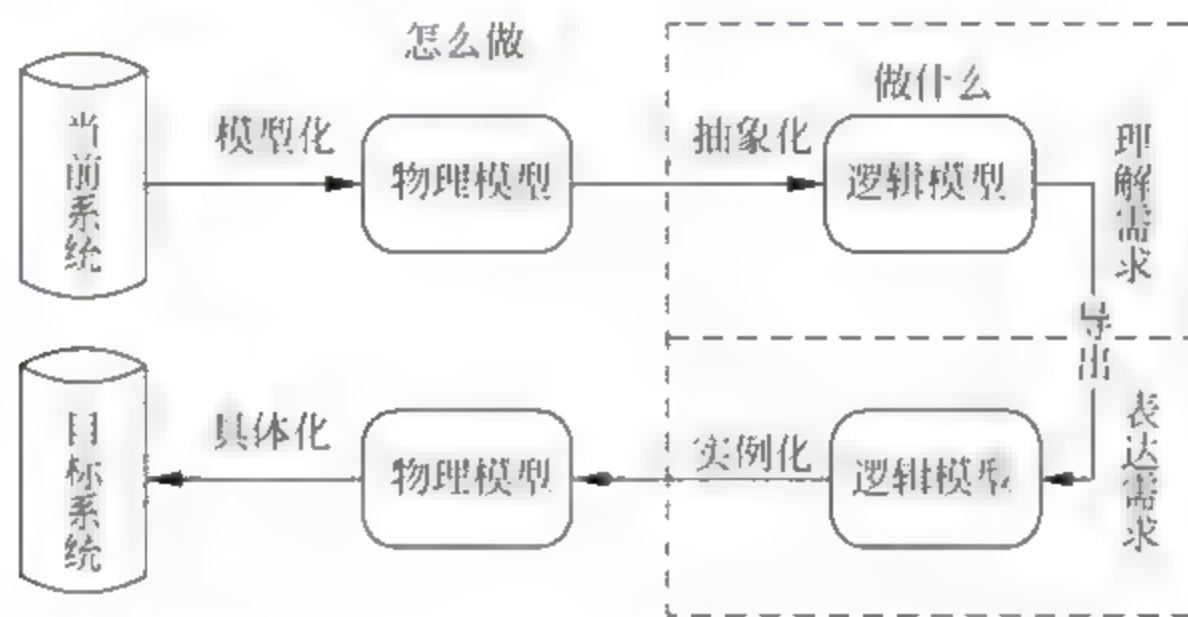 怎么做
做什么
当前系统
模型化
物理模型
抽象化
逻辑模型
理解需求
导出
目标系统
具体化
物理模型
实例化
逻辑模型
表达需求